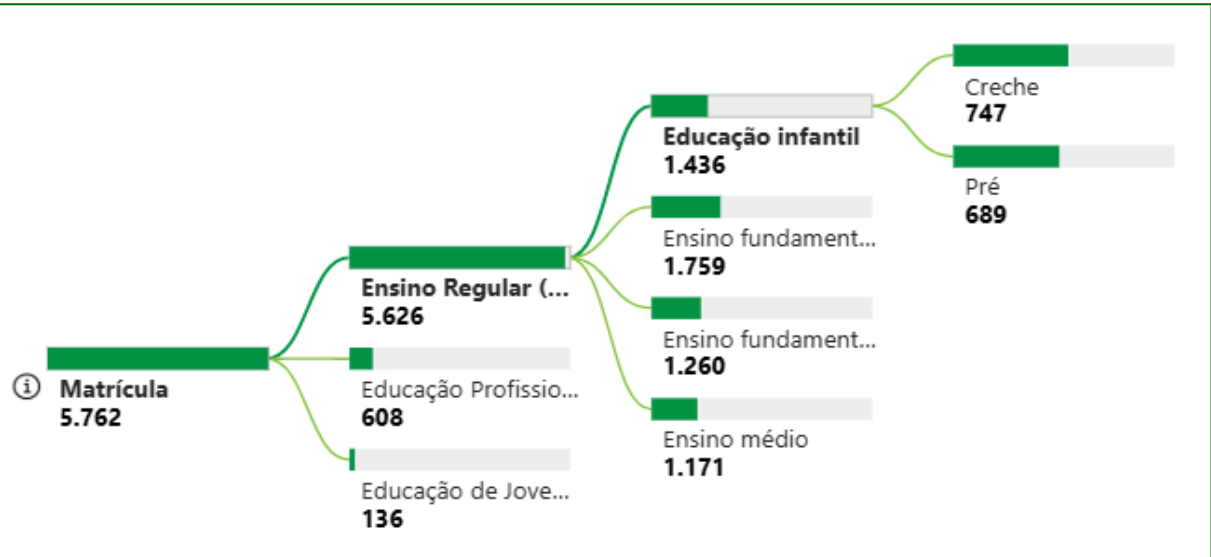 Matrícula
5.762
Ensino Regular (...
5.626
Educação Profissio...
608
Educação de Jove...
136
Educação infantil
1.436
Ensino fundament...
1.759
Ensino fundament...
1.260
Ensino médio
1.171
Creche
747
Pré
689